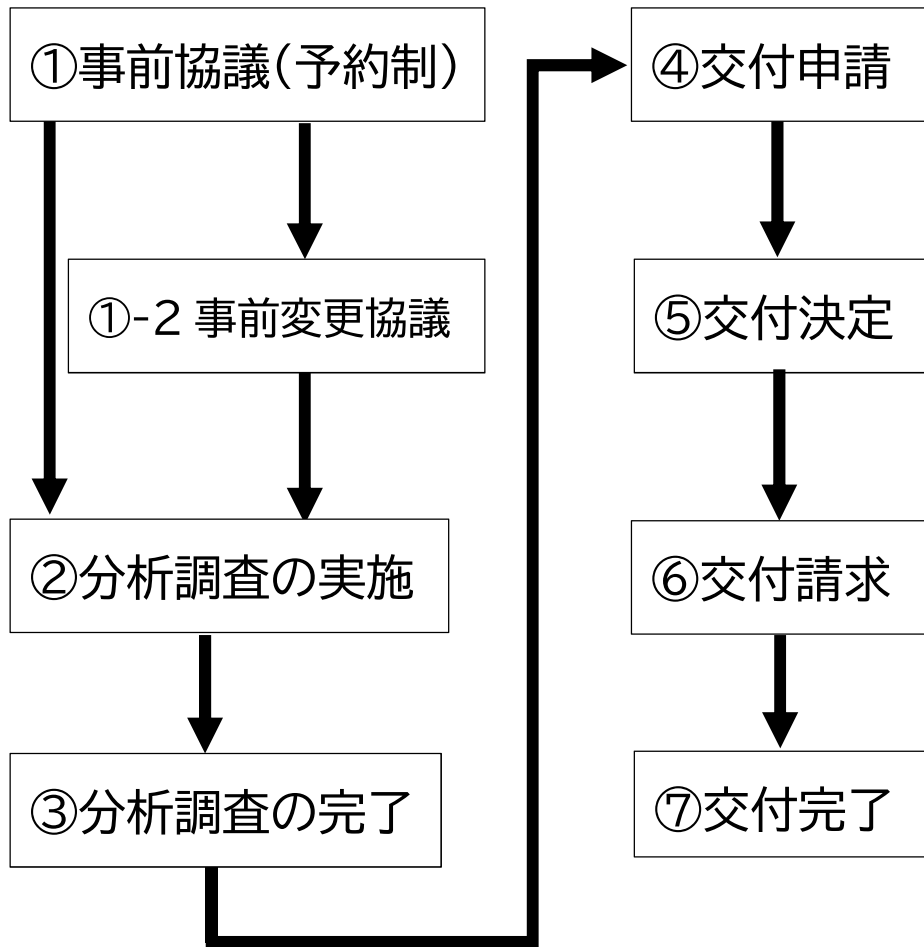 ①事前協議(予約制)
①-2 事前変更協議
②分析調査の実施
③分析調査の完了
④交付申請
⑤交付決定
⑥交付請求
⑦交付完了